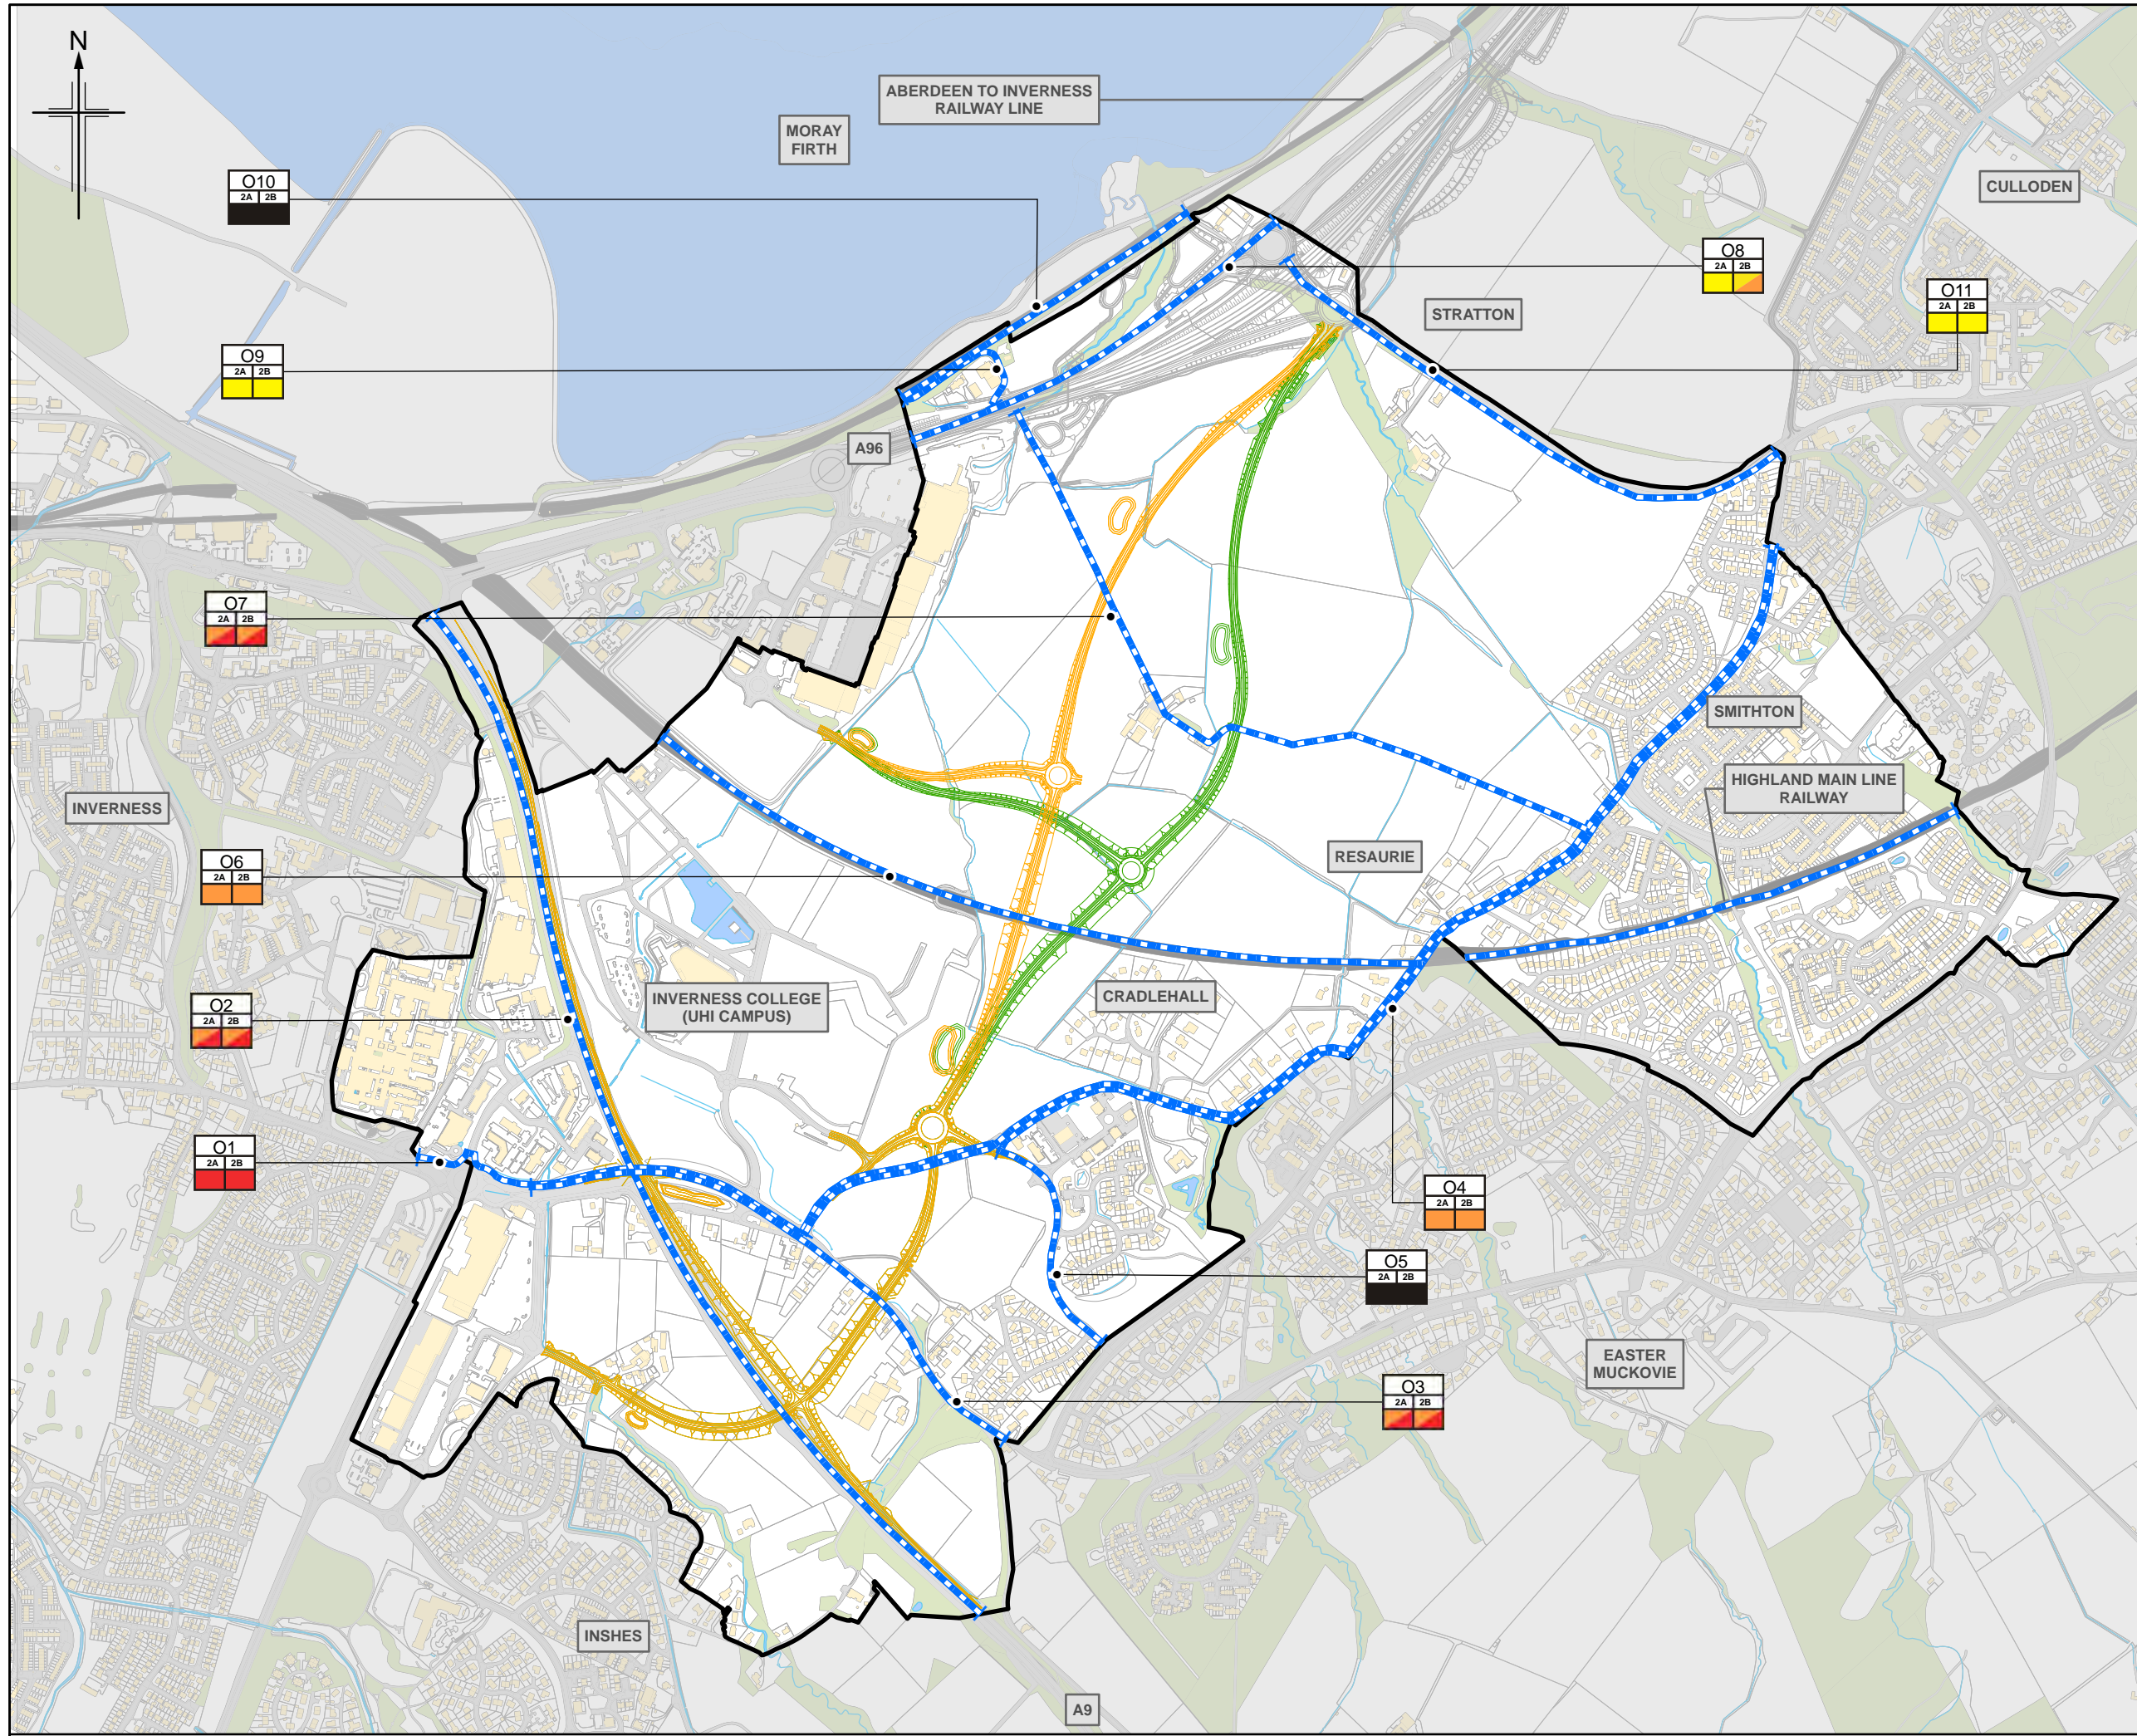 N
ABERDEEN TO INVERNESS
RAILWAY LINE
MORAY
FIRTH
CULLODEN
O10
2A 2B
O8
2A 2B
O11
2A 2B
STRATTON
O9
2A 2B
A96
O7
2A 2B
SMITHTON
HIGHLAND MAIN LINE
RAILWAY
INVERNESS
RESAURIE
O6
2A 2B
INVERNESS COLLEGE
(UHI CAMPUS)
CRADLEHALL
O2
2A 2B
O1
2A 2B
O4
2A 2B
O5
2A 2B
EASTER
MUCKOVIE
O3
2A 2B
INSHES
A9